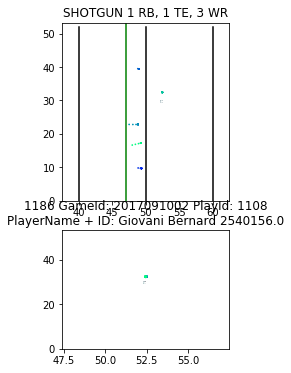 SHOTGUN 1 RB, 1 TE, 3 WR
50
40
30
20
10
0
40 45 50 55 60
1186 GameId: 2017091002 PlayId: 1108
PlayerName + ID: Giovani Bernard 2540156.0
40
20
0
47.5 50.0 52.5 55.0